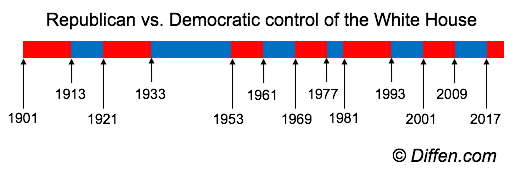 Republican vs. Democratic control of the White House
1913 1933 1961 1977 1993 2009
1901 1921 1953 1969 1981 2001 2017
© Diffen.com